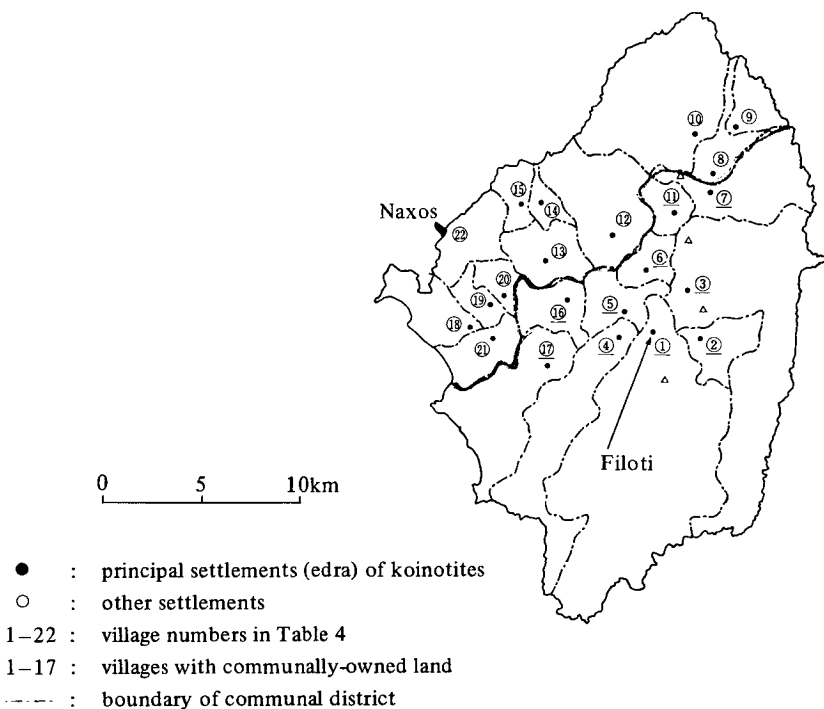 ⑩
⑨
⑧
⑮
⑭
⑪
⑦
Naxos
㉒
⑫
⑬
⑥
⑳
③
⑲
⑤
⑯
⑱
㉑
⑰
④
①
②
Filoti
0 5 10km
● : principal settlements (edra) of koinotites
○ : other settlements
1–22 : village numbers in Table 4
1–17 : villages with communally-owned land
–·–·– : boundary of communal district